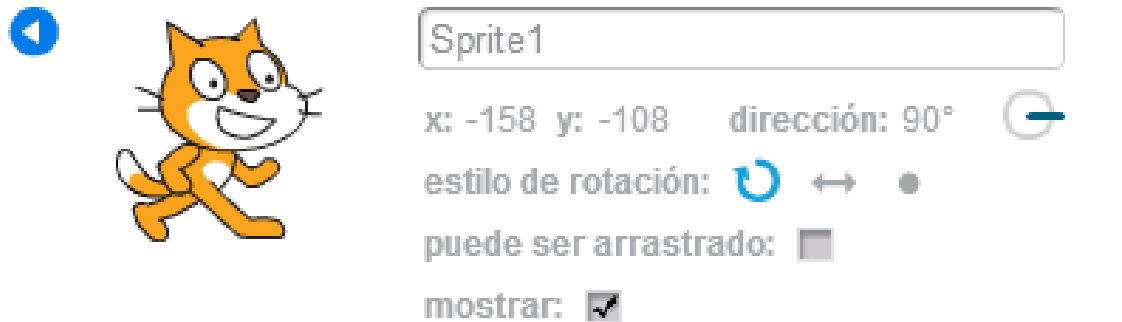 Sprite1
x: -158 y: -108 dirección: 90°
estilo de rotación:
puede ser arrastrado:
mostrar: